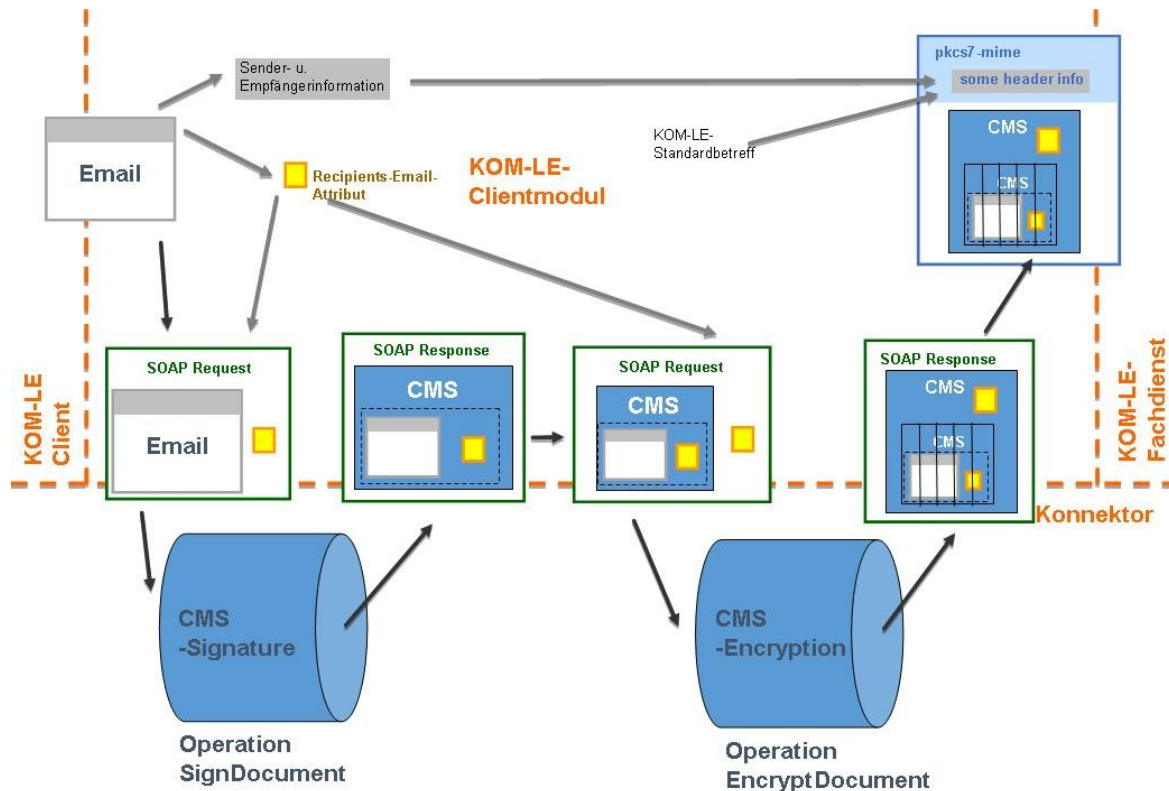 Sender- u.
Empfängerinformation
pkcs7-mime
some header info
CMS
CMS
KOM-LE-
Standardbetreff
Email
Recipients-Email-
Attribut
KOM-LE-
Clientmodul
KOM-LE
Client
SOAP Request
Email
SOAP Response
CMS
SOAP Request
CMS
SOAP Response
CMS
CMS
KOM-LE-
Fachdienst
Konnektor
CMS
-Signature
CMS
-Encryption
Operation
SignDocument
Operation
EncryptDocument